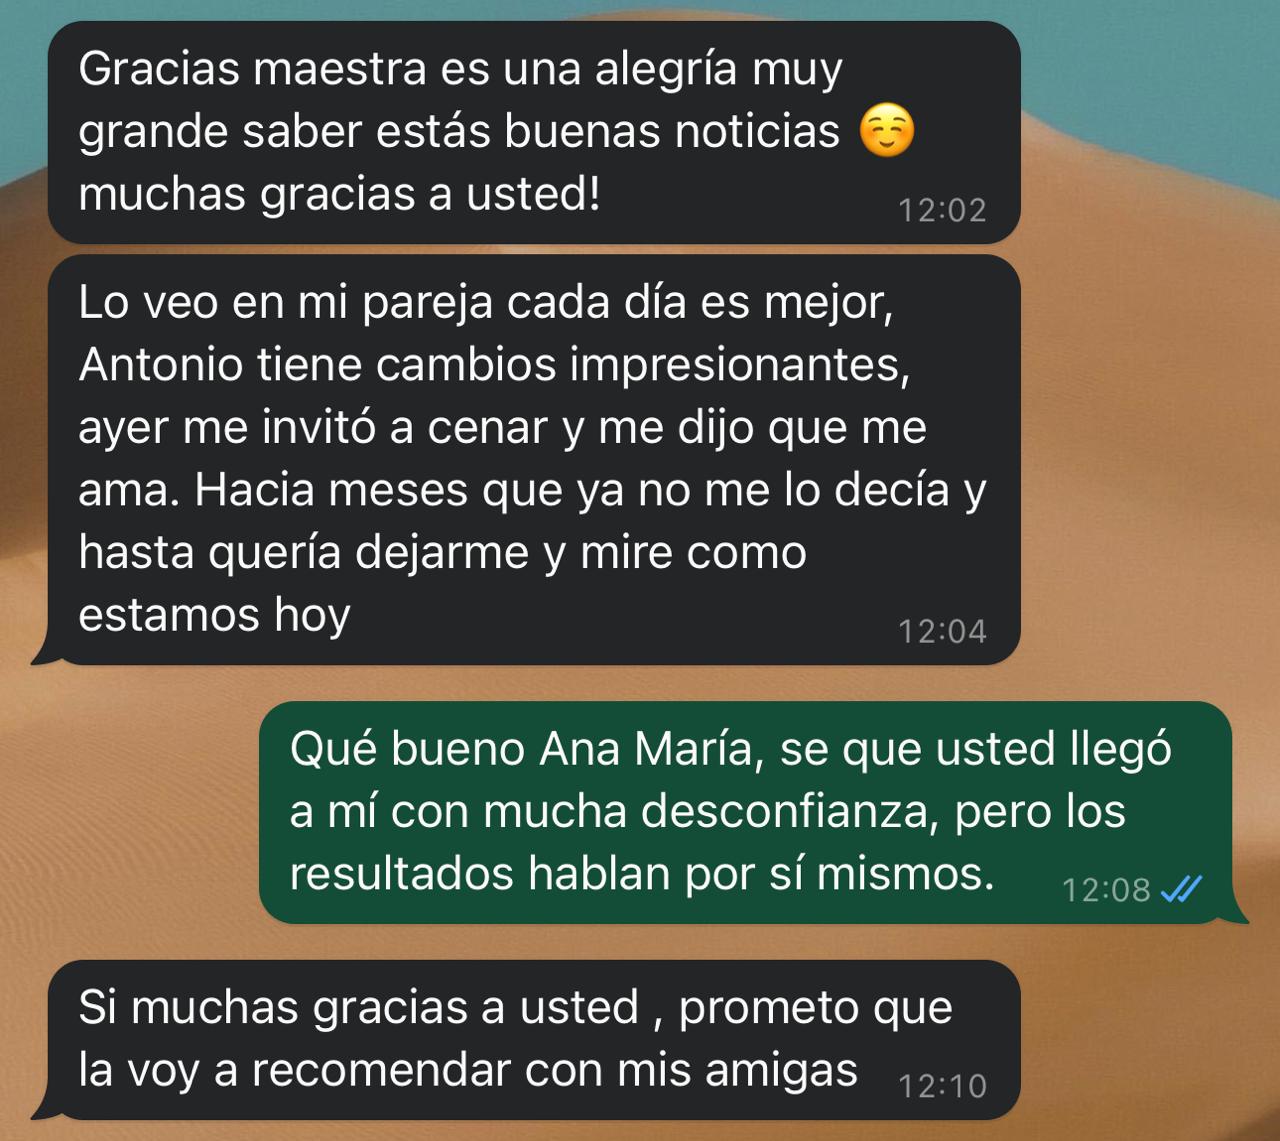 Gracias maestra es una alegría muy
grande saber estás buenas noticias ☺️
muchas gracias a usted!
12:02
Lo veo en mi pareja cada día es mejor,
Antonio tiene cambios impresionantes,
ayer me invitó a cenar y me dijo que me
ama. Hacia meses que ya no me lo decía y
hasta quería dejarme y mire como
estamos hoy
12:04
Qué bueno Ana María, se que usted llegó
a mí con mucha desconfianza, pero los
resultados hablan por sí mismos.
12:08
Si muchas gracias a usted , prometo que
la voy a recomendar con mis amigas
12:10